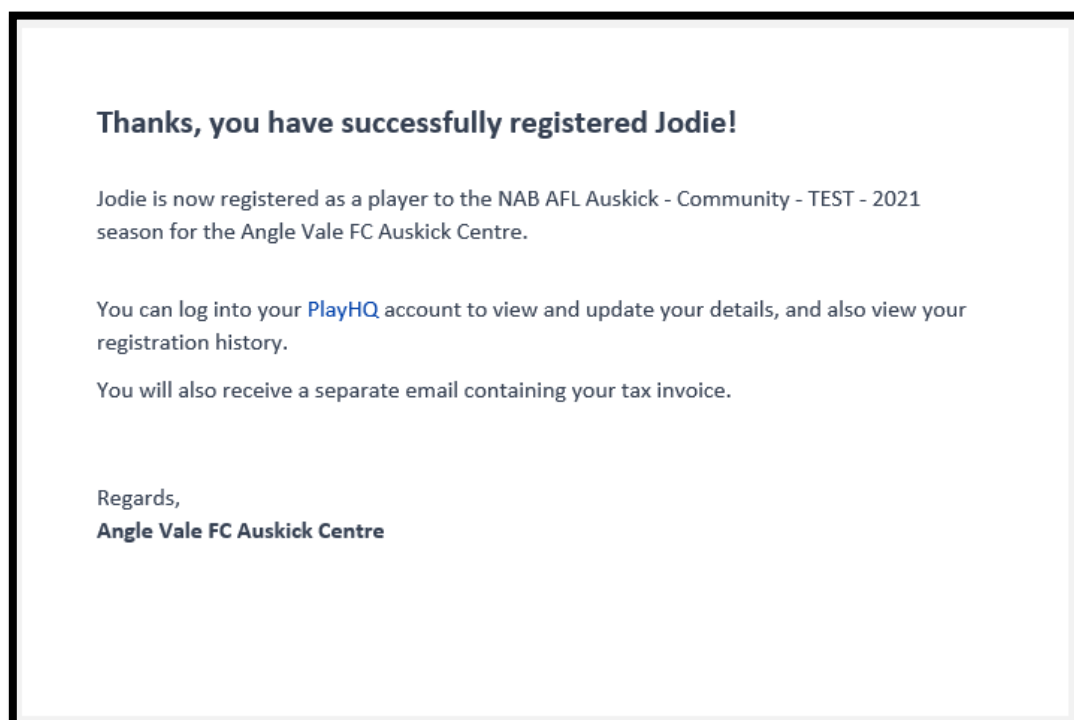 Thanks, you have successfully registered Jodie!
Jodie is now registered as a player to the NAB AFL Auskick - Community - TEST - 2021
season for the Angle Vale FC Auskick Centre.
You can log into your PlayHQ account to view and update your details, and also view your
registration history.
You will also receive a separate email containing your tax invoice.
Regards,
Angle Vale FC Auskick Centre